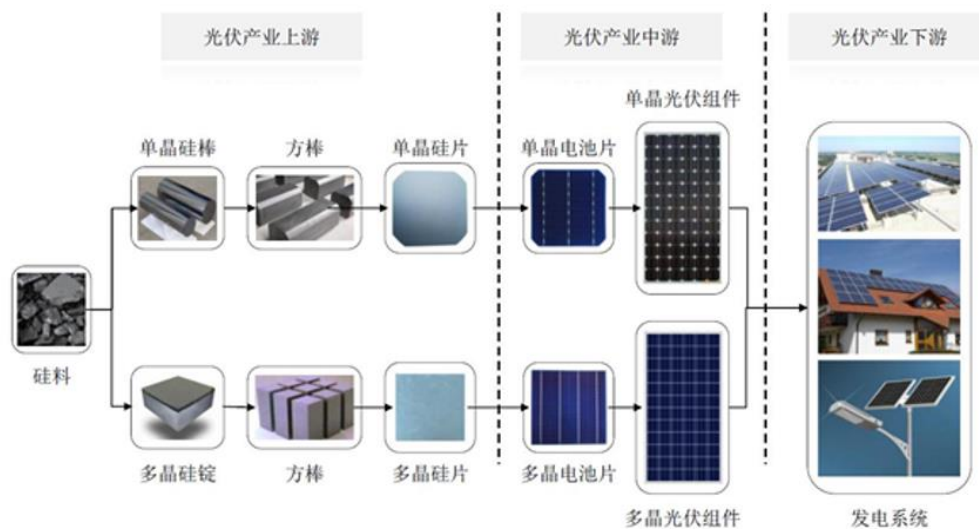 光伏产业上游
光伏产业中游
光伏产业下游
单晶光伏组件
单晶硅棒
方棒
单晶硅片
单晶电池片
硅料
多晶硅锭
方棒
多晶硅片
多晶电池片
多晶光伏组件
发电系统